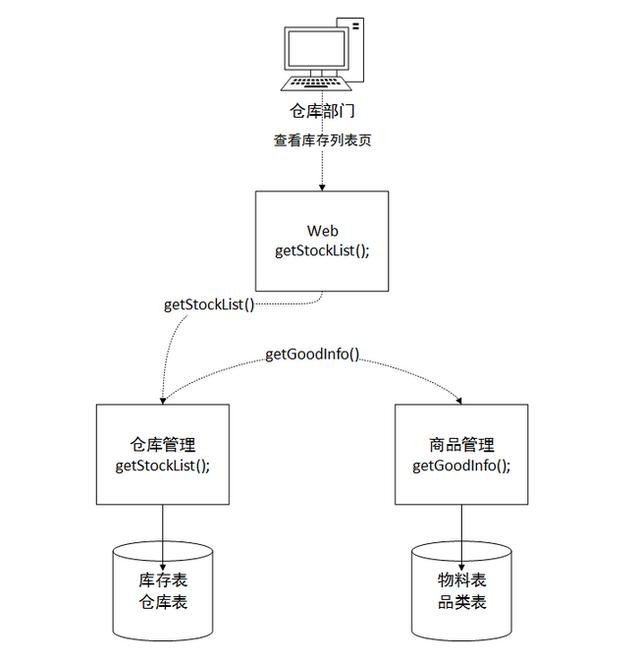 仓库部门
查看库存列表页
Web
getStockList();
getStockList()
getGoodInfo()
仓库管理
getStockList();
商品管理
getGoodInfo();
库存表
仓库表
物料表
品类表